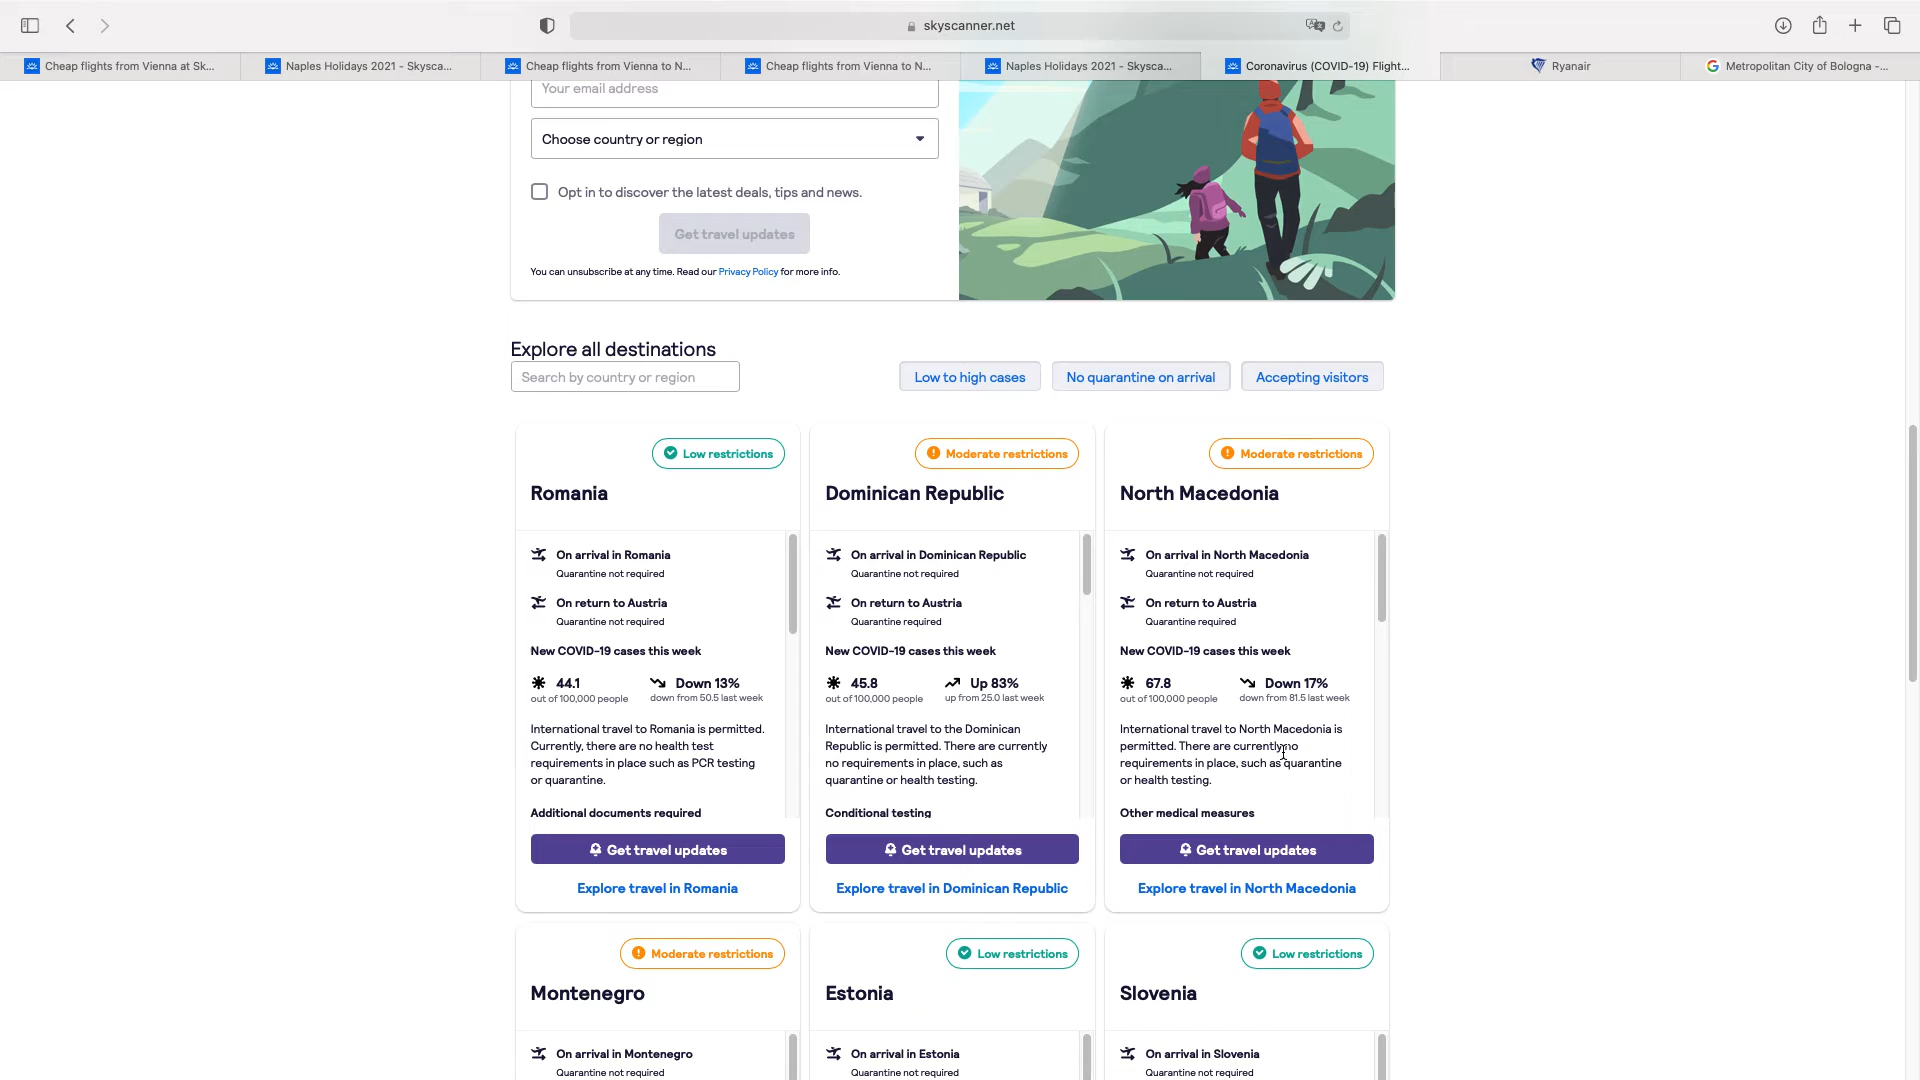 skyscanner.net
Cheap flights from Vienna at Sk...
Naples Holidays 2021 - Skysca...
Cheap flights from Vienna to N...
Cheap flights from Vienna to N...
Naples Holidays 2021 - Skysca...
Coronavirus (COVID-19) Flight...
Ryanair
Metropolitan City of Bologna -...
Your email address
Choose country or region
Opt in to discover the latest deals, tips and news.
Get travel updates
You can unsubscribe at any time. Read our Privacy Policy for more info.
Explore all destinations
Search by country or region
Low to high cases
No quarantine on arrival
Accepting visitors
Low restrictions
Romania
On arrival in Romania
Quarantine not required
On return to Austria
Quarantine not required
New COVID-19 cases this week
44.1
out of 100,000 people
Down 13%
down from 50.5 last week
International travel to Romania is permitted.
Currently, there are no health test
requirements in place such as PCR testing
or quarantine.
Additional documents required
Get travel updates
Explore travel in Romania
Moderate restrictions
Dominican Republic
On arrival in Dominican Republic
Quarantine not required
On return to Austria
Quarantine required
New COVID-19 cases this week
45.8
out of 100,000 people
Up 83%
up from 25.0 last week
International travel to the Dominican
Republic is permitted. There are currently
no requirements in place, such as
quarantine or health testing.
Conditional testing
Get travel updates
Explore travel in Dominican Republic
Moderate restrictions
North Macedonia
On arrival in North Macedonia
Quarantine not required
On return to Austria
Quarantine required
New COVID-19 cases this week
67.8
out of 100,000 people
Down 17%
down from 81.5 last week
International travel to North Macedonia is
permitted. There are currently no
requirements in place, such as quarantine
or health testing.
Other medical measures
Get travel updates
Explore travel in North Macedonia
Moderate restrictions
Montenegro
On arrival in Montenegro
Quarantine not required
Low restrictions
Estonia
On arrival in Estonia
Quarantine not required
Low restrictions
Slovenia
On arrival in Slovenia
Quarantine not required